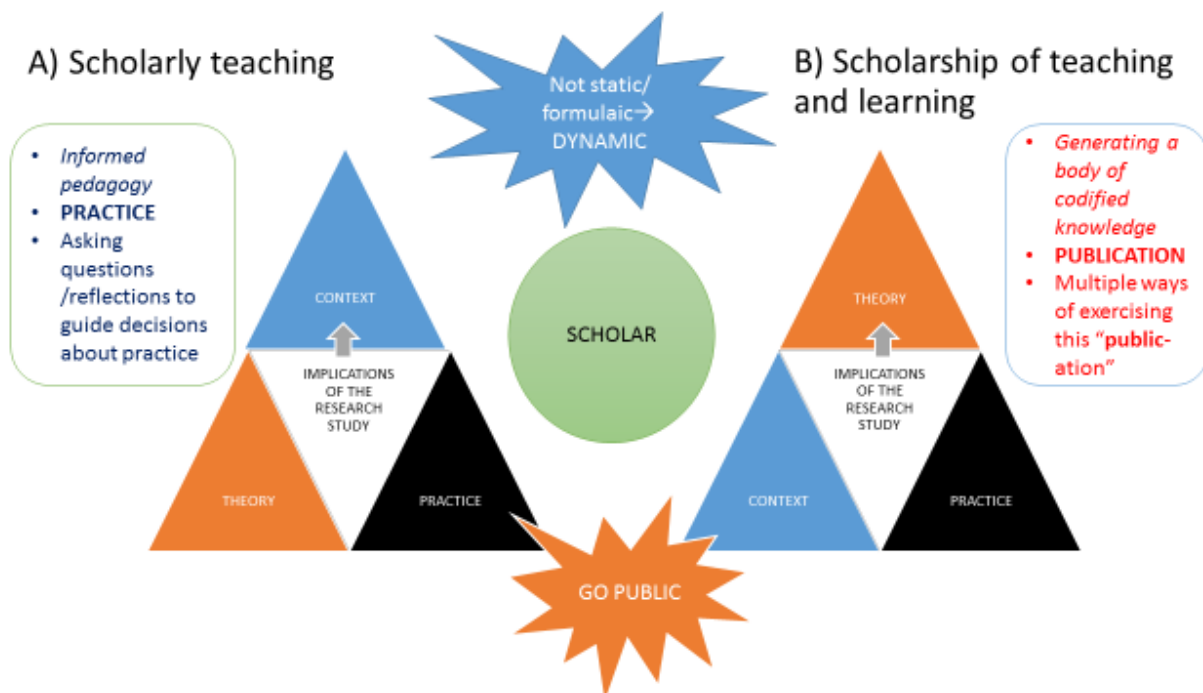 A) Scholarly teaching
• Informed
pedagogy
• PRACTICE
• Asking
questions
/reflections to
guide decisions
about practice
CONTEXT
IMPLICATIONS
OF THE
RESEARCH
STUDY
THEORY
PRACTICE
Not static/
formulaic→
DYNAMIC
SCHOLAR
GO PUBLIC
B) Scholarship of teaching
and learning
• Generating a
body of
codified
knowledge
• PUBLICATION
• Multiple ways
of exercising
this “public-
ation”
THEORY
IMPLICATIONS
OF THE
RESEARCH
STUDY
CONTEXT
PRACTICE